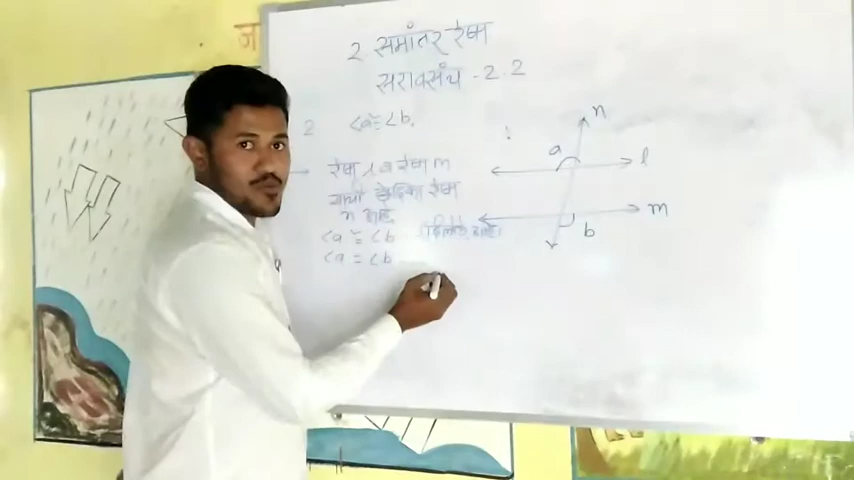 ज
2 समांतर रेषा
सरावसंच - 2.2
2 <a ≅ <b.
रेषा l व रेषा m
यांची छेदिका रेषा
n आहे
<a ≅ <b
<a = <b
n
a
l
m
b